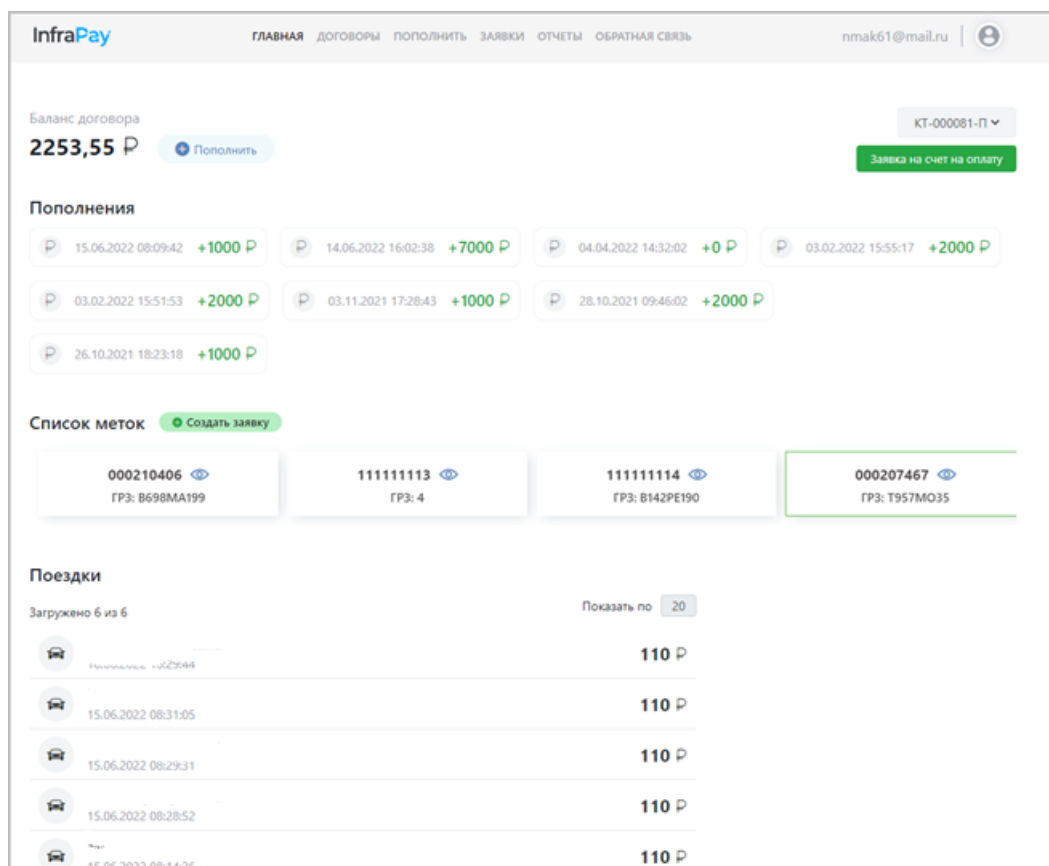 InfraPay ГЛАВНАЯ ДОГОВОРЫ ПОПОЛНИТЬ ЗАЯВКИ ОТЧЕТЫ ОБРАТНАЯ СВЯЗЬ nmak61@mail.ru
Баланс договора
КТ-000081-П
2253,55 ₽ Пополнить
Заявка на счет на оплату
Пополнения
₽ 15.06.2022 08:09:42 +1000 ₽ ₽ 14.06.2022 16:02:38 +7000 ₽ ₽ 04.04.2022 14:32:02 +0 ₽ ₽ 03.02.2022 15:55:17 +2000 ₽
₽ 03.02.2022 15:51:53 +2000 ₽ ₽ 03.11.2021 17:28:43 +1000 ₽ ₽ 28.10.2021 09:46:02 +2000 ₽
₽ 26.10.2021 18:23:18 +1000 ₽
Список меток Создать заявку
000210406 111111113 111111114 000207467
ГРЗ: B698MA199 ГРЗ: 4 ГРЗ: B142PE190 ГРЗ: T957MO35
Поездки
Загружено 6 из 6 Показать по 20
110 ₽
15.06.2022 08:31:05 110 ₽
15.06.2022 08:29:31 110 ₽
15.06.2022 08:28:52 110 ₽
110 ₽